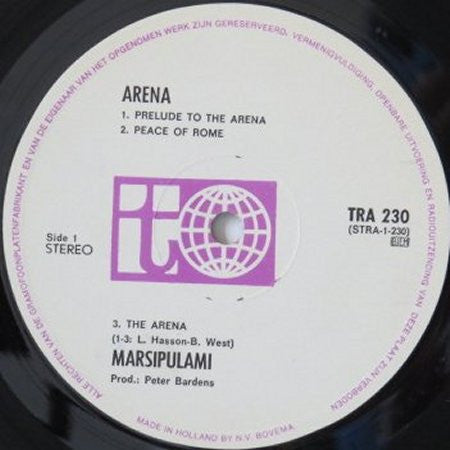 ALLE RECHTEN VAN DE GRAMOFOONPLATENFABRIKANT EN VAN DE EIGENAAR VAN HET OPGENOMEN WERK ZIJN GERESERVEERD. VERMENIGVULDIGING, OPENBARE UITVOERING EN RADIOUITZENDING VAN DEZE PLAAT ZIJN VERBODEN
ARENA
1. PRELUDE TO THE ARENA
2. PEACE OF ROME
it
Side 1
STEREO
TRA 230
(STRA-1-230)
3. THE ARENA
(1-3: L. Hasson-B. West)
MARSIPULAMI
Prod.: Peter Bardens
MADE IN HOLLAND BY N.V. BOVEMA.